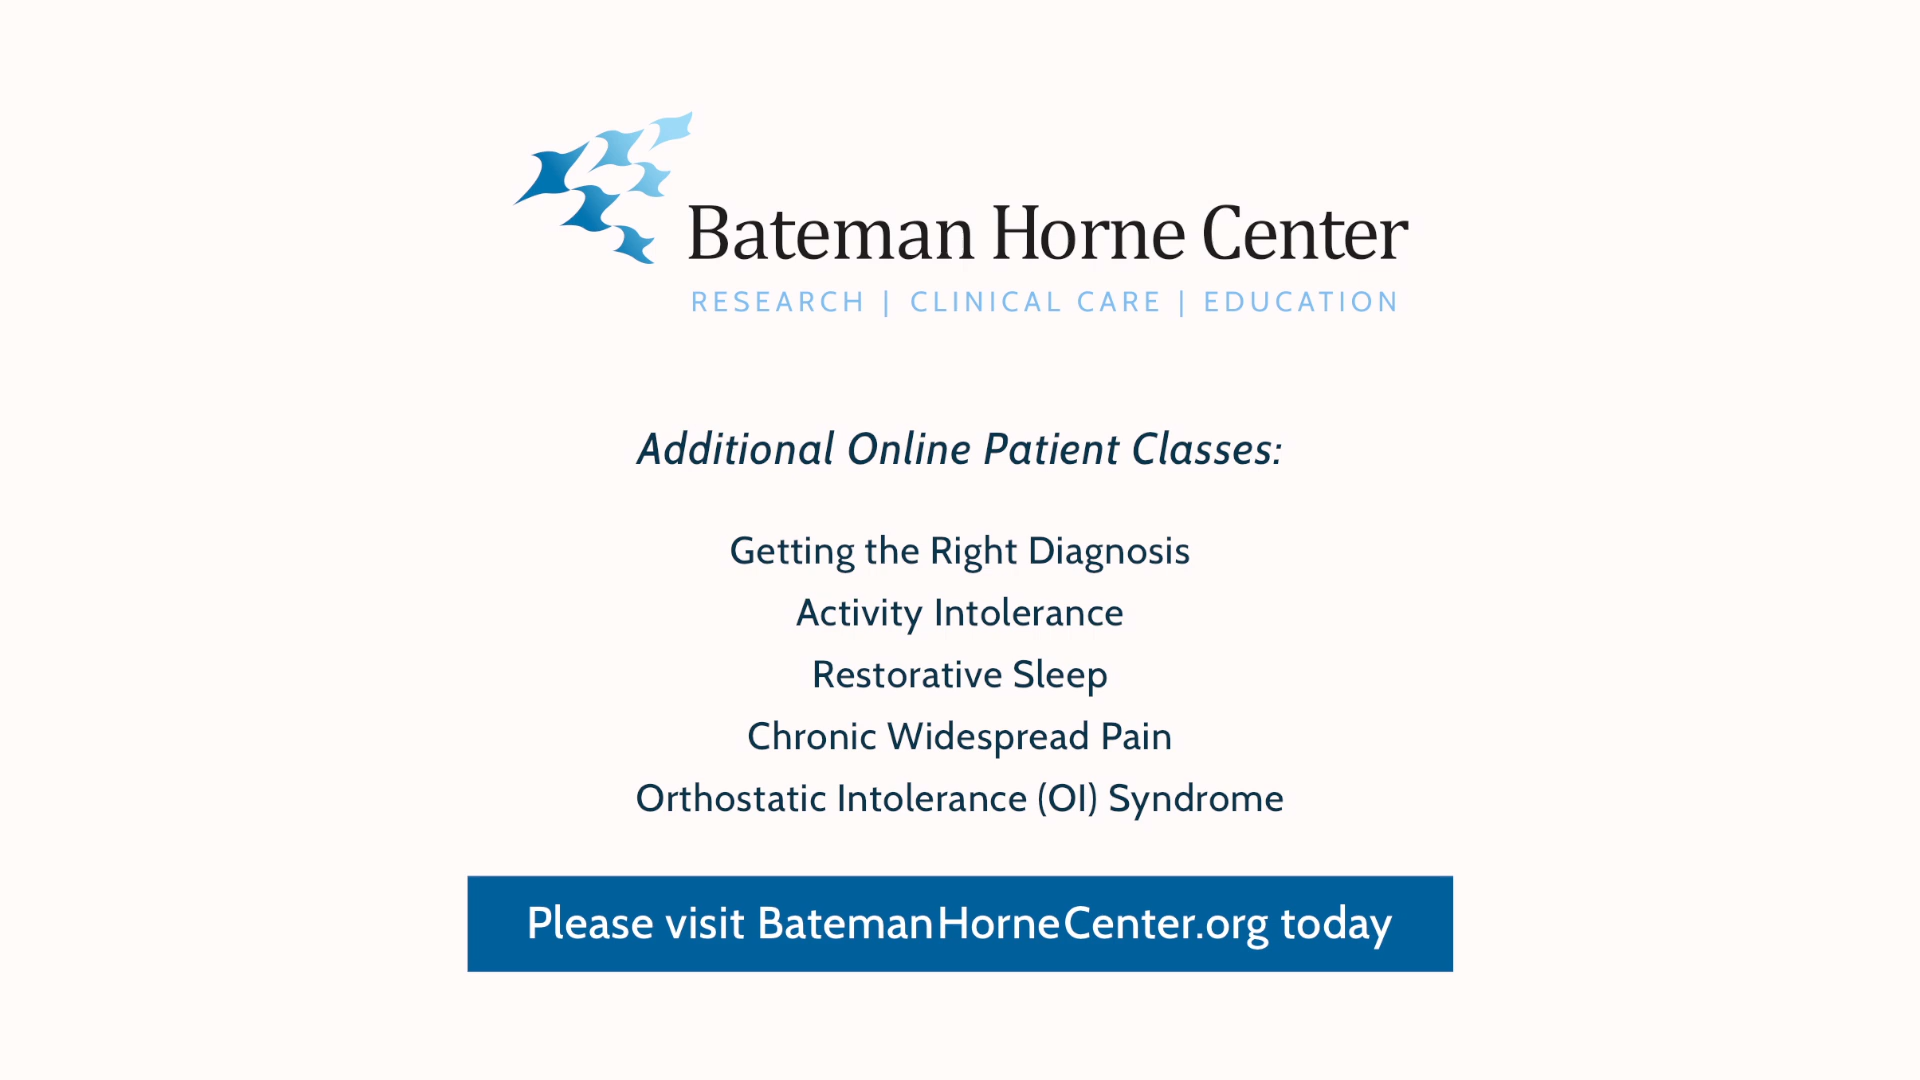 Bateman Horne Center
RESEARCH | CLINICAL CARE | EDUCATION
Additional Online Patient Classes:
Getting the Right Diagnosis
Activity Intolerance
Restorative Sleep
Chronic Widespread Pain
Orthostatic Intolerance (OI) Syndrome
Please visit BatemanHorneCenter.org today